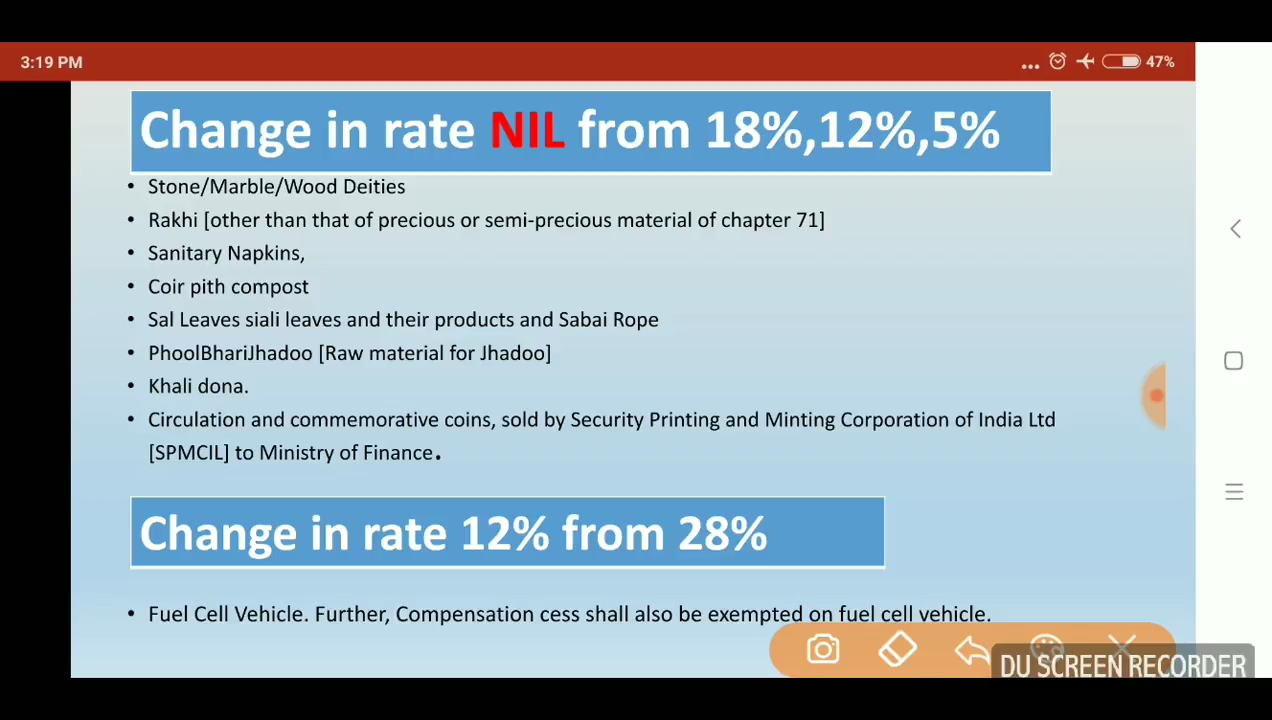 3:19 PM
47%
Change in rate NIL from 18%,12%,5%
• Stone/Marble/Wood Deities
• Rakhi [other than that of precious or semi-precious material of chapter 71]
• Sanitary Napkins,
• Coir pith compost
• Sal Leaves siali leaves and their products and Sabai Rope
• PhoolBhariJhadoo [Raw material for Jhadoo]
• Khali dona.
• Circulation and commemorative coins, sold by Security Printing and Minting Corporation of India Ltd
[SPMCIL] to Ministry of Finance.
Change in rate 12% from 28%
• Fuel Cell Vehicle. Further, Compensation cess shall also be exempted on fuel cell vehicle.
DU SCREEN RECORDER